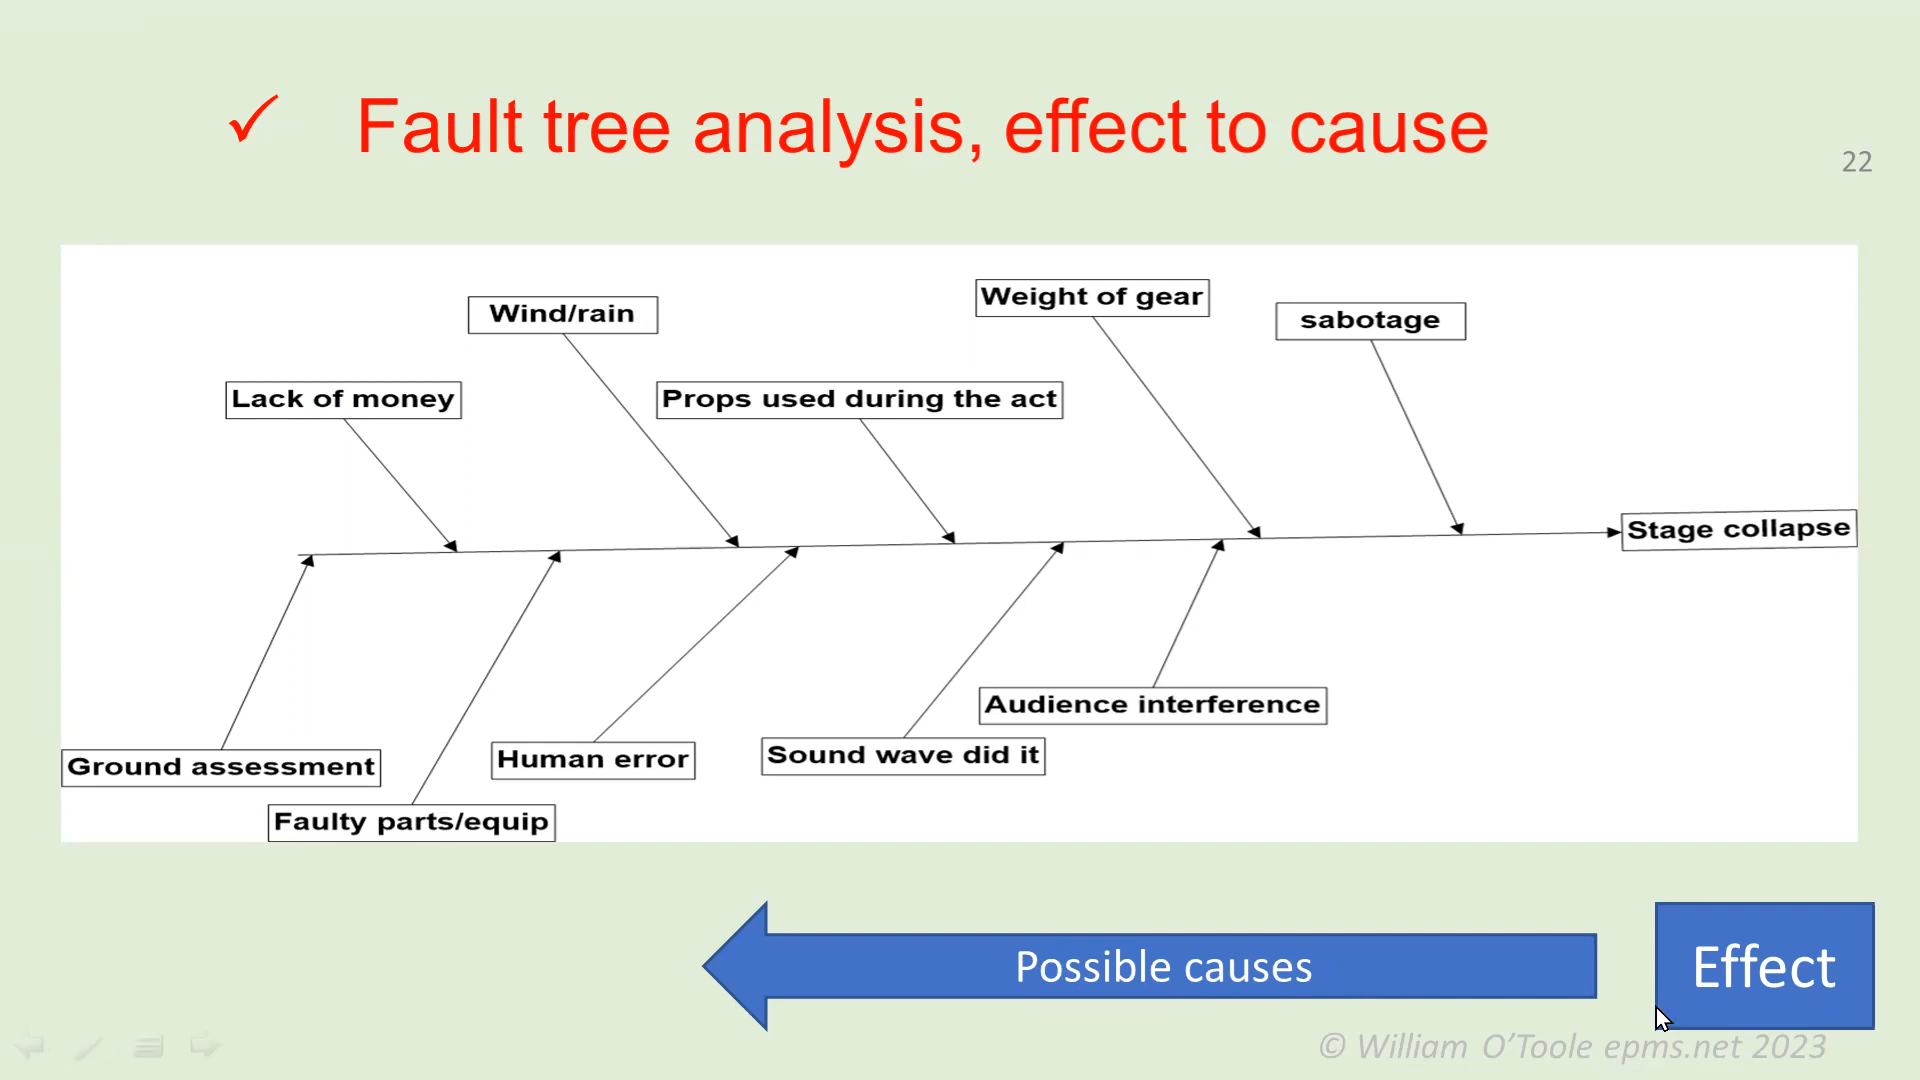 ✓ Fault tree analysis, effect to cause
22
Weight of gear
Wind/rain
sabotage
Lack of money
Props used during the act
Stage collapse
Audience interference
Sound wave did it
Human error
Ground assessment
Faulty parts/equip
Possible causes
Effect
© William O’Toole epms.net 2023